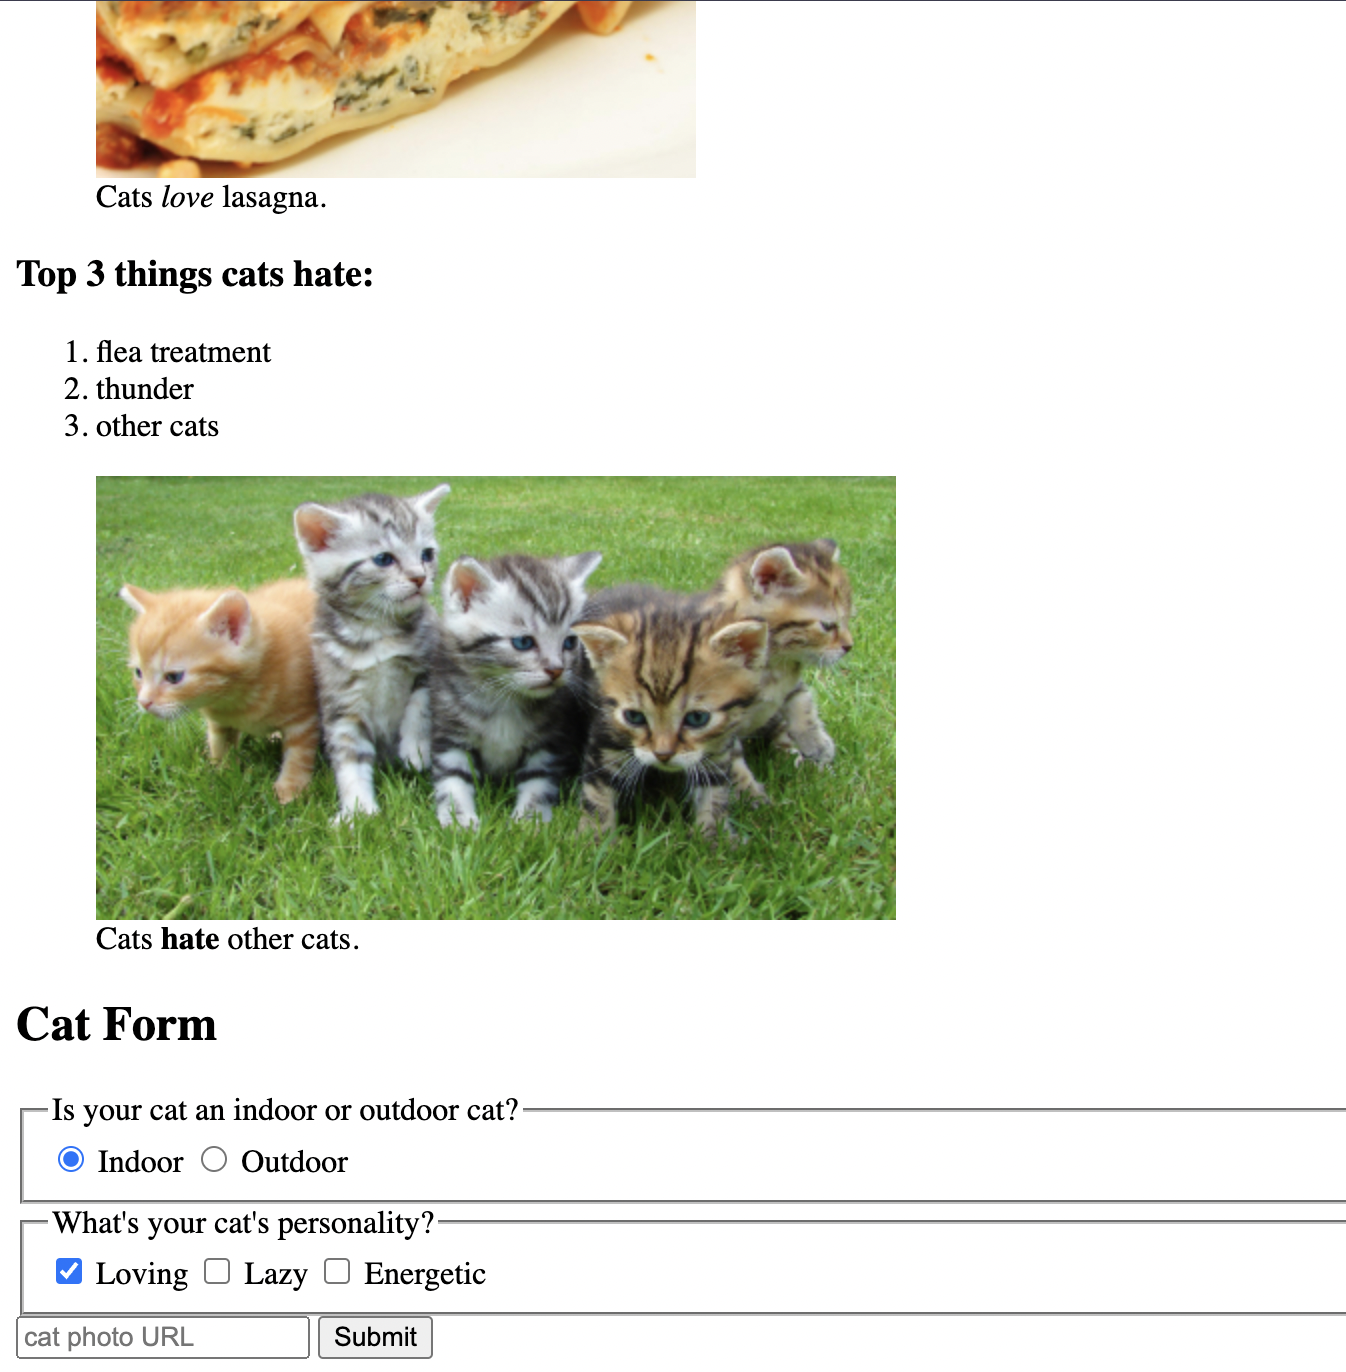 Cats love lasagna.
Top 3 things cats hate:
1. flea treatment
2. thunder
3. other cats
Cats hate other cats.
Cat Form
Is your cat an indoor or outdoor cat?
Indoor Outdoor
What's your cat's personality?
Loving Lazy Energetic
cat photo URL Submit